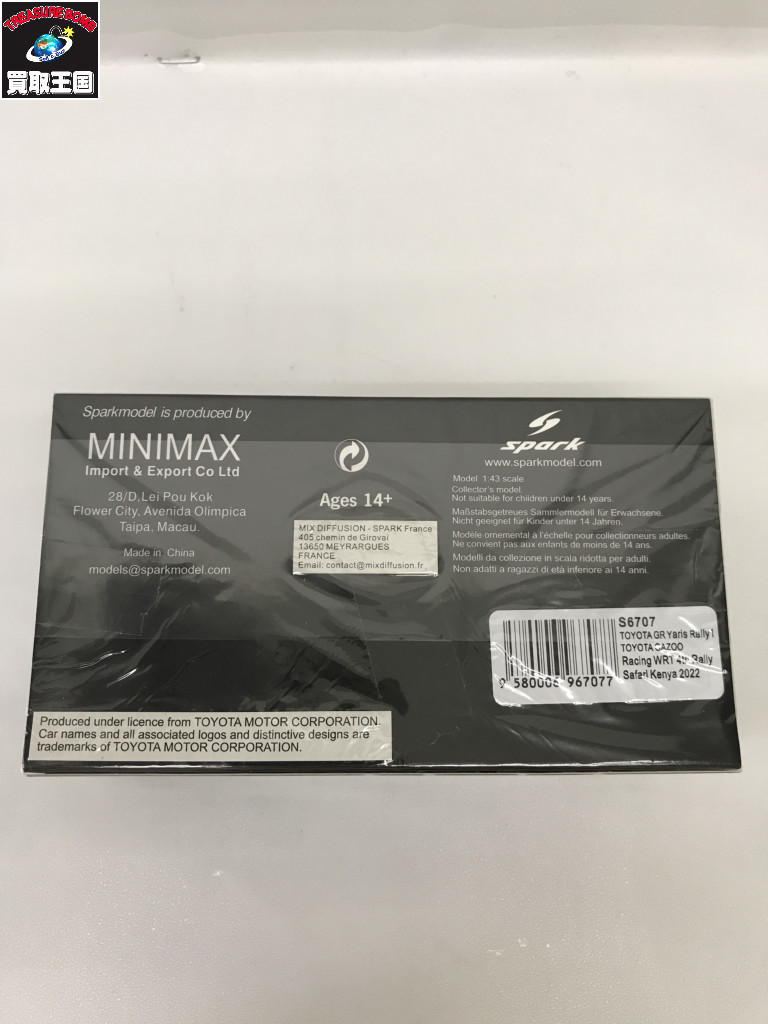 TREASURE KING
買取王国
Sparkmodel is produced by
MINIMAX
Import & Export Co Ltd
28/D,Lei Pou Kok
Flower City, Avenida Olimpica
Taipa, Macau.
Made in China
models@sparkmodel.com
Ages 14+
MIX DIFFUSION - SPARK France
405 chemin de Giroval
13650 MEYRARGUES
FRANCE
Email: contact@mixdiffusion.fr
spark
www.sparkmodel.com
Model 1:43 scale
Collector's model.
Not suitable for children under 14 years.
Maßstabsgetreues Sammlermodell für Erwachsene.
Nicht geeignet für Kinder unter 14 Jahren.
Modèle ornemental à l'échelle pour collectionneurs adultes.
Ne convient pas aux enfants de moins de 14 ans.
Modelli da collezione in scala ridotta per adulti.
Non adatti a ragazzi di età inferiore ai 14 anni.
S6707
TOYOTA GR Yaris Rally1
TOYOTA GAZOO
Racing WRT 4th Rally
Safari Kenya 2022
9 580006 967077
Produced under licence from TOYOTA MOTOR CORPORATION.
Car names and all associated logos and distinctive designs are
trademarks of TOYOTA MOTOR CORPORATION.